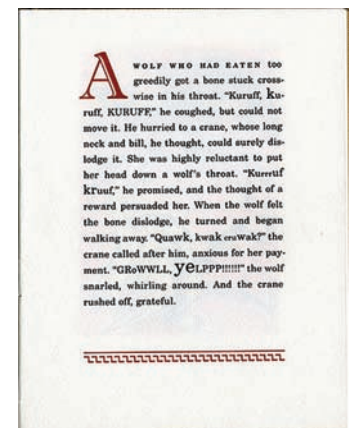 A WOLF WHO HAD EATEN too
greedily got a bone stuck cross-
wise in his throat. “Kuruff, ku-
ruff, KURUFF,” he coughed, but could not
move it. He hurried to a crane, whose long
neck and bill, he thought, could surely dis-
lodge it. She was highly reluctant to put
her head down a wolf’s throat. “Kurrruf
kruuf,” he promised, and the thought of a
reward persuaded her. When the wolf felt
the bone dislodge, he turned and began
walking away. “Quawk, kwak crawak?” the
crane called after him, anxious for her pay-
ment. “GRoWWLL, yeLPPP!!!!!!” the wolf
snarled, whirling around. And the crane
rushed off, grateful.